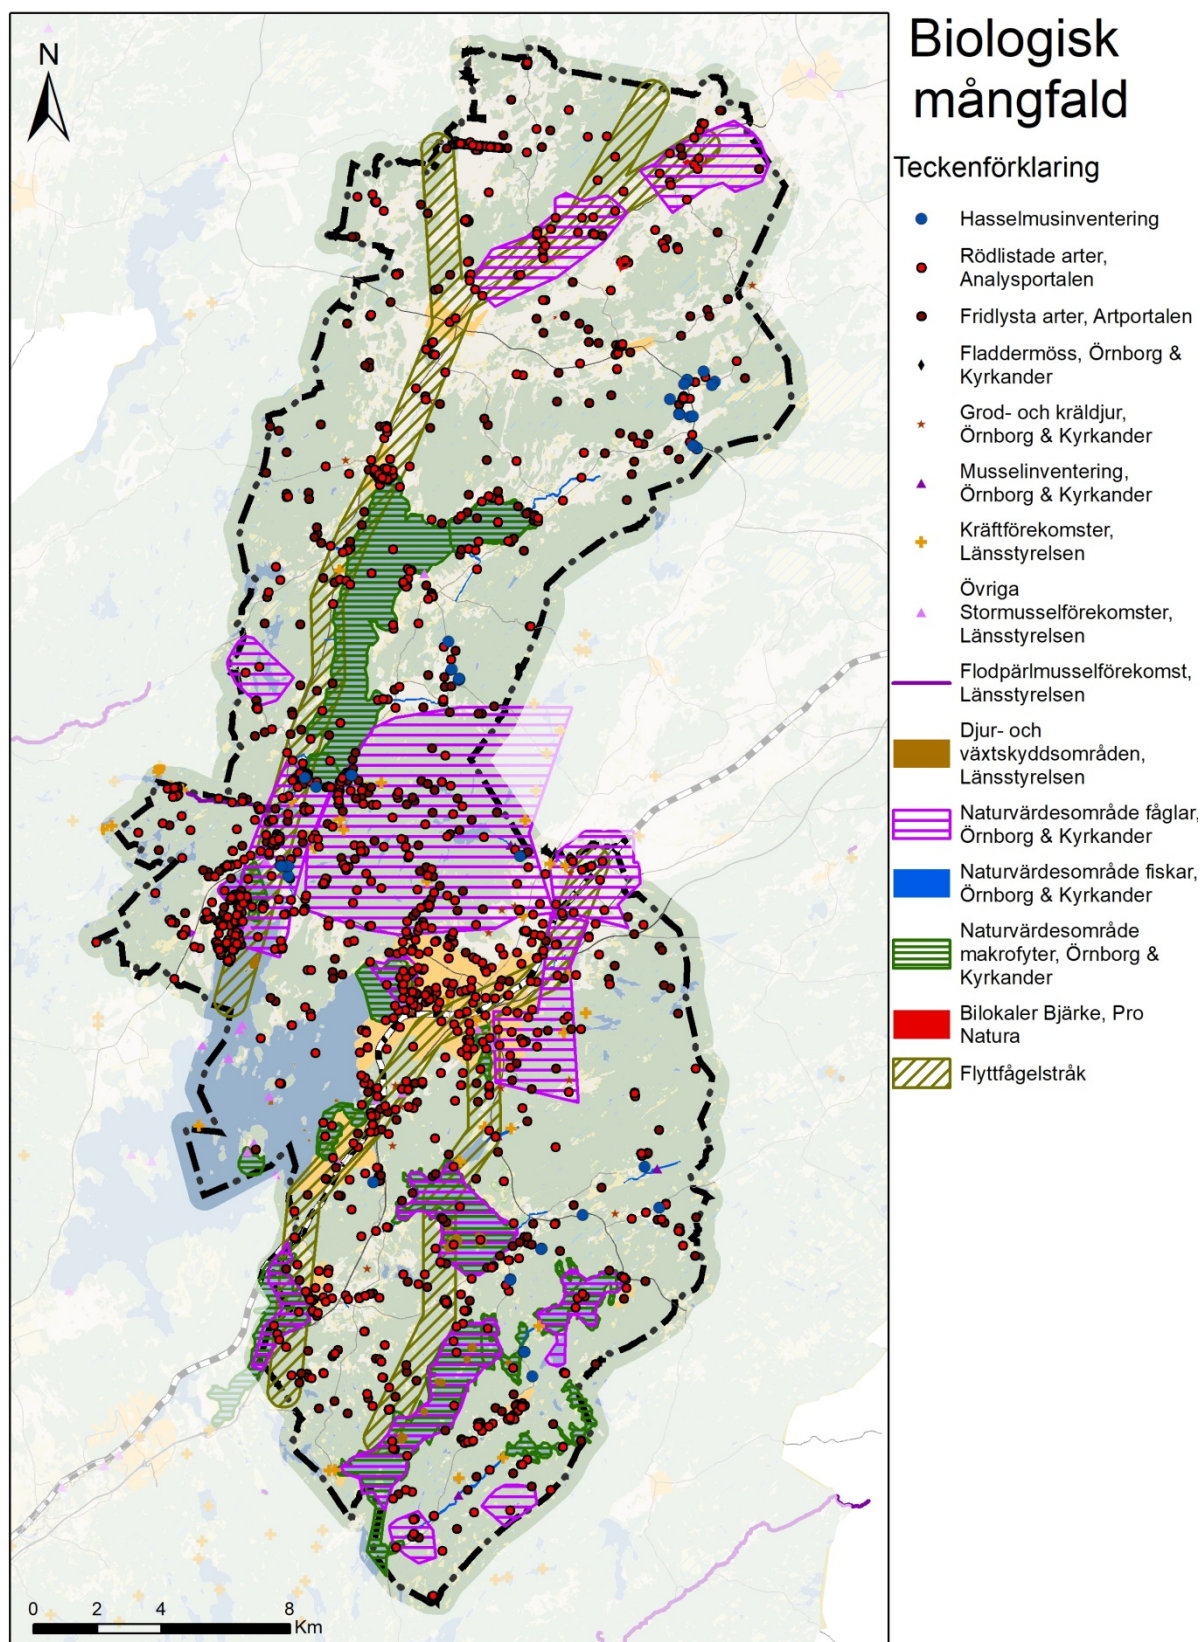 Biologisk
mångfald
N
Teckenförklaring
Hasselmusinventering
Rödlistade arter,
Analysportalen
Fridlysta arter, Artportalen
Fladdermöss, Örnborg &
Kyrkander
Grod- och kräldjur,
Örnborg & Kyrkander
Musselinventering,
Örnborg & Kyrkander
Kräftförekomster,
Länsstyrelsen
Övriga
Stormusselförekomster,
Länsstyrelsen
Flodpärlmusselförekomst,
Länsstyrelsen
Djur- och
växtskyddsområden,
Länsstyrelsen
Naturvärdesområde fåglar,
Örnborg & Kyrkander
Naturvärdesområde fiskar,
Örnborg & Kyrkander
Naturvärdesområde
makrofyter, Örnborg &
Kyrkander
Bilokaler Bjärke, Pro
Natura
Flyttfågelstråk
0 2 4 8
Km